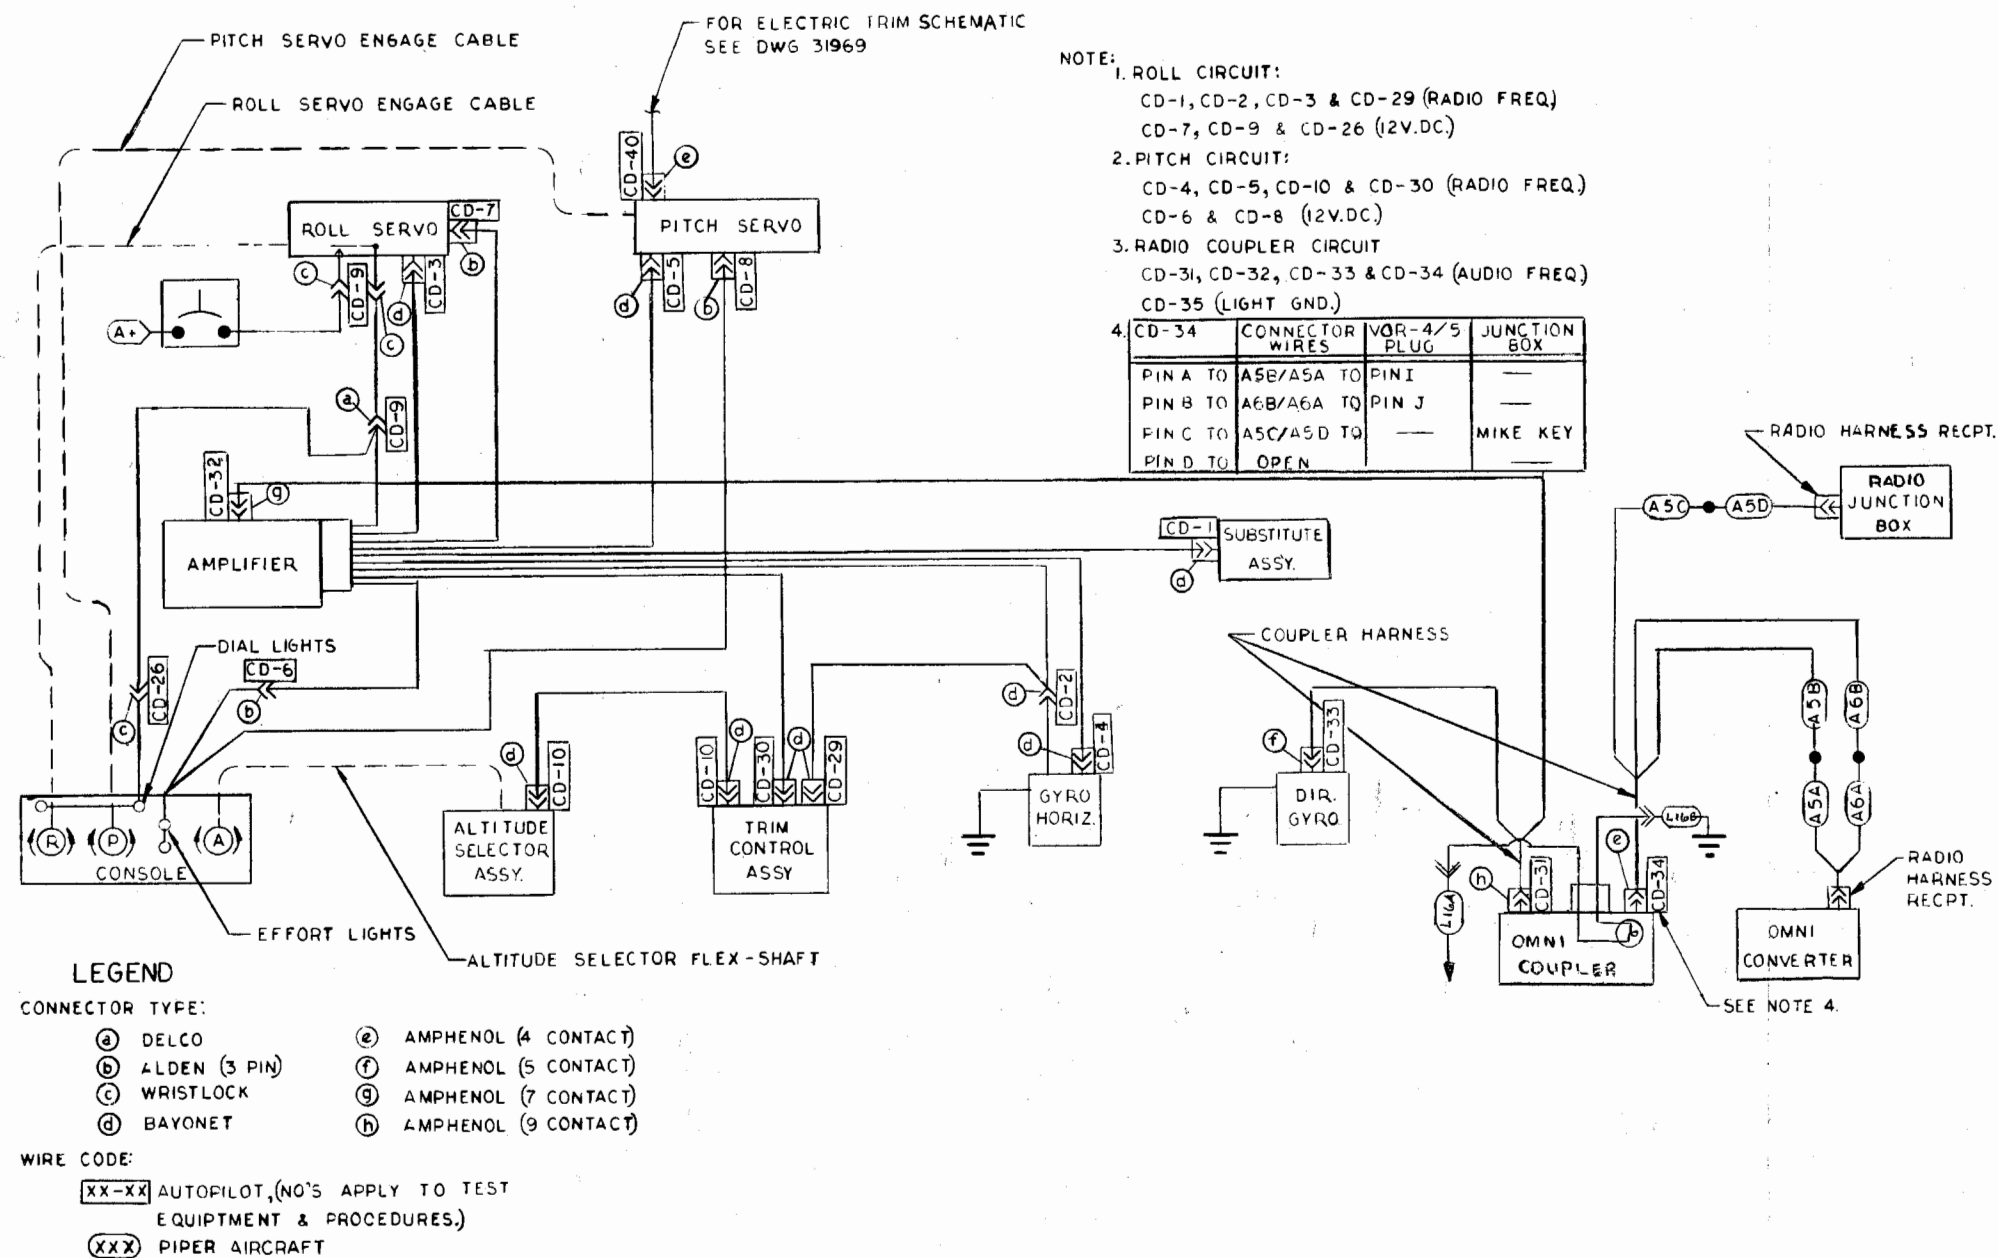 PITCH SERVO ENGAGE CABLE
ROLL SERVO ENGAGE CABLE
FOR ELECTRIC TRIM SCHEMATIC
SEE DWG 31969
NOTE:
1. ROLL CIRCUIT:
CD-1, CD-2, CD-3 & CD-29 (RADIO FREQ.)
CD-7, CD-9 & CD-26 (12V.DC.)
2. PITCH CIRCUIT:
CD-4, CD-5, CD-10 & CD-30 (RADIO FREQ.)
CD-6 & CD-8 (12V.DC.)
3. RADIO COUPLER CIRCUIT
CD-31, CD-32, CD-33 & CD-34 (AUDIO FREQ.)
CD-35 (LIGHT GND.)
4. CD-34 CONNECTOR WIRES VOR-4/5 PLUG JUNCTION BOX
PIN A TO A5B/A5A TO PIN I —
PIN B TO A6B/A6A TO PIN J —
PIN C TO A5C/A5D TO — MIKE KEY
PIN D TO OPEN —
CD-40
e
ROLL SERVO
CD-7
b
PITCH SERVO
c
CD-9
d
CD-3
c
d
CD-5
b
CD-8
A+
a
CD-9
CD-32
g
AMPLIFIER
CD-1
d
SUBSTITUTE
ASSY.
RADIO HARNESS RECPT.
A5C
A5D
RADIO
JUNCTION
BOX
DIAL LIGHTS
CD-26
c
CD-6
b
COUPLER HARNESS
d
CD-10
CD-10
d
CD-30
d
CD-29
d
CD-2
d
CD-4
f
CD-33
A5B
A6B
A5A
A6A
R
P
A
CONSOLE
ALTITUDE
SELECTOR
ASSY.
TRIM
CONTROL
ASSY
GYRO
HORIZ.
DIR.
GYRO
L16B
e
h
CD-31
CD-34
L16A
OMNI
COUPLER
OMNI
CONVERTER
RADIO
HARNESS
RECPT.
EFFORT LIGHTS
ALTITUDE SELECTOR FLEX-SHAFT
SEE NOTE 4.
LEGEND
CONNECTOR TYPE:
a DELCO
b ALDEN (3 PIN)
c WRISTLOCK
d BAYONET
e AMPHENOL (4 CONTACT)
f AMPHENOL (5 CONTACT)
g AMPHENOL (7 CONTACT)
h AMPHENOL (9 CONTACT)
WIRE CODE:
XX-XX AUTOPILOT, (NO'S APPLY TO TEST
EQUIPTMENT & PROCEDURES.)
XXX PIPER AIRCRAFT